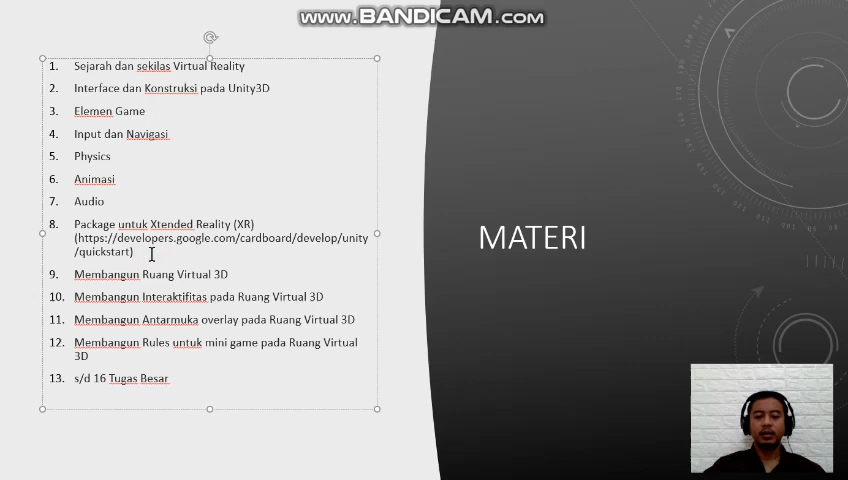 www.BANDICAM.com
1. Sejarah dan sekilas Virtual Reality
2. Interface dan Konstruksi pada Unity3D
3. Elemen Game
4. Input dan Navigasi
5. Physics
6. Animasi
7. Audio
8. Package untuk Xtended Reality (XR)
(https://developers.google.com/cardboard/develop/unity
/quickstart)
9. Membangun Ruang Virtual 3D
10. Membangun Interaktifitas pada Ruang Virtual 3D
11. Membangun Antarmuka overlay pada Ruang Virtual 3D
12. Membangun Rules untuk mini game pada Ruang Virtual
3D
13. s/d 16 Tugas Besar
MATERI